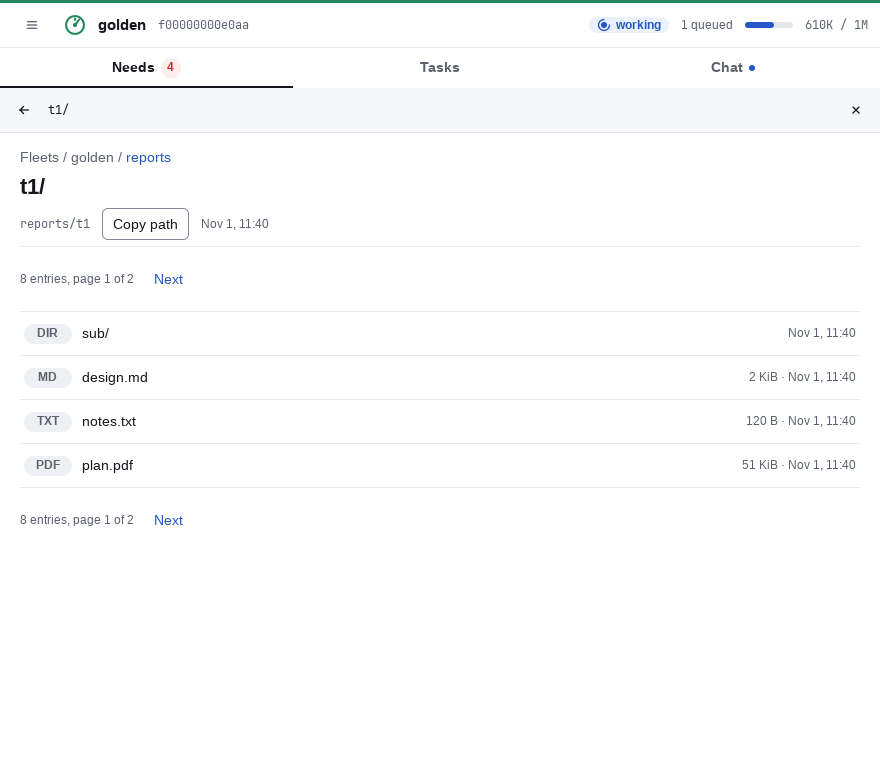 golden f00000000e0aa working 1 queued 610K / 1M
Needs 4 Tasks Chat
t1/
Fleets / golden / reports
t1/
reports/t1 Copy path Nov 1, 11:40
8 entries, page 1 of 2 Next
DIR sub/ Nov 1, 11:40
MD design.md 2 KiB · Nov 1, 11:40
TXT notes.txt 120 B · Nov 1, 11:40
PDF plan.pdf 51 KiB · Nov 1, 11:40
8 entries, page 1 of 2 Next